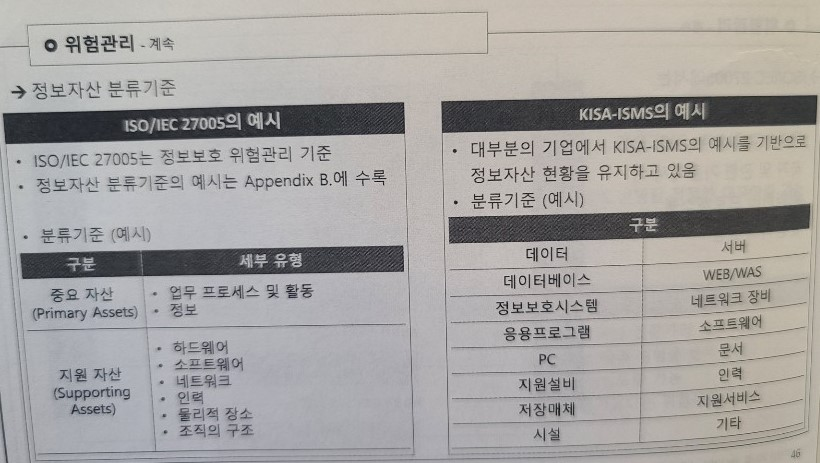 위험관리 - 계속
→ 정보자산 분류기준
ISO/IEC 27005의 예시
• ISO/IEC 27005는 정보보호 위험관리 기준
• 정보자산 분류기준의 예시는 Appendix B.에 수록
• 분류기준 (예시)
구분 세부 유형
중요 자산
(Primary Assets)
• 업무 프로세스 및 활동
• 정보
지원 자산
(Supporting
Assets)
• 하드웨어
• 소프트웨어
• 네트워크
• 인력
• 물리적 장소
• 조직의 구조
KISA-ISMS의 예시
• 대부분의 기업에서 KISA-ISMS의 예시를 기반으로
정보자산 현황을 유지하고 있음
• 분류기준 (예시)
구분
데이터 서버
데이터베이스 WEB/WAS
정보보호시스템 네트워크 장비
응용프로그램 소프트웨어
PC 문서
지원설비 인력
저장매체 지원서비스
시설 기타
46